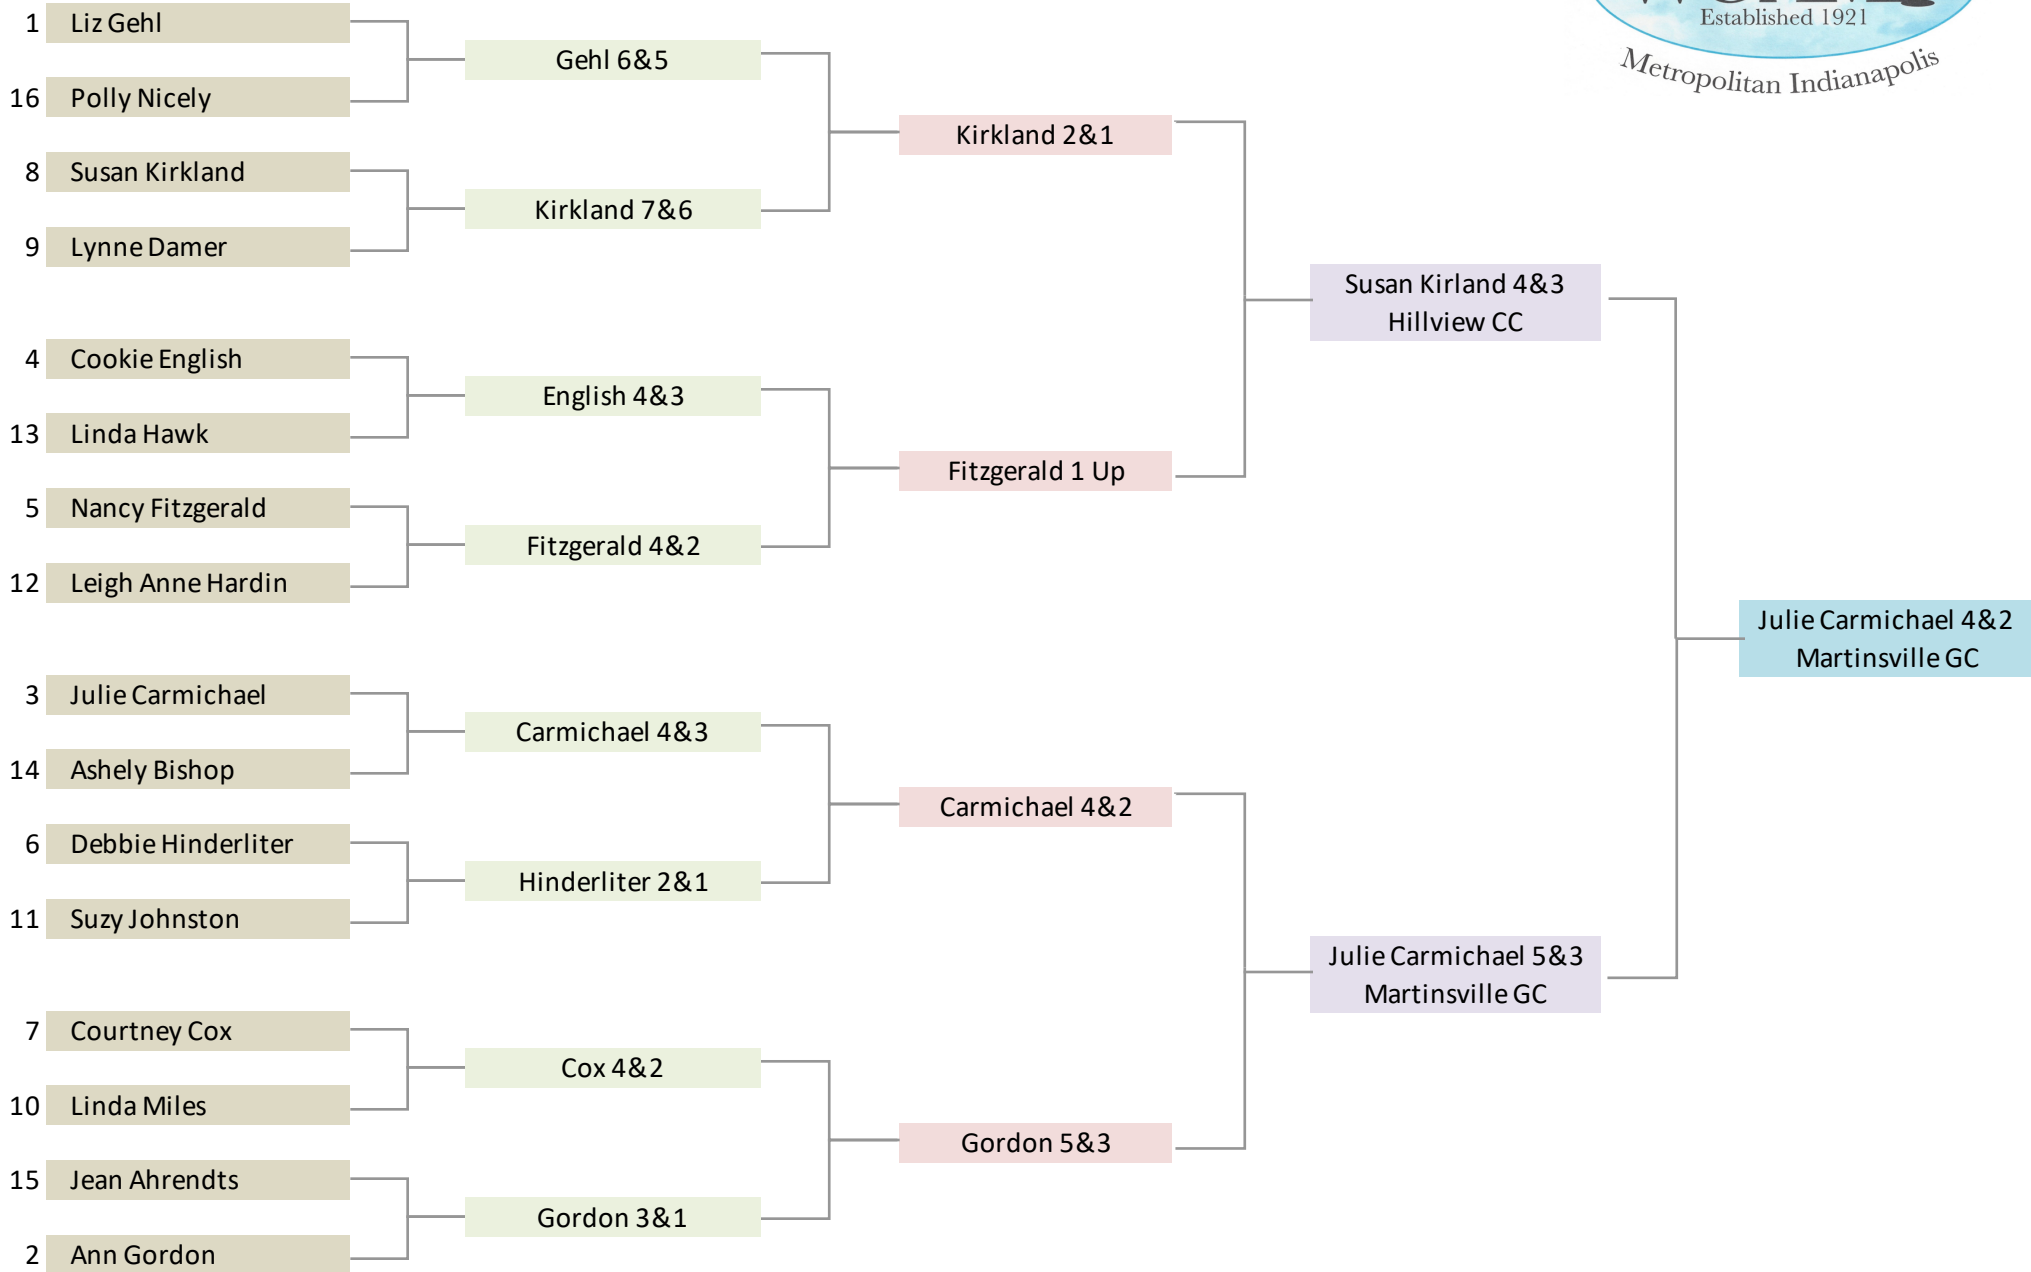 Established 1921
Metropolitan Indianapolis
1 Liz Gehl
16 Polly Nicely
8 Susan Kirkland
9 Lynne Damer
4 Cookie English
13 Linda Hawk
5 Nancy Fitzgerald
12 Leigh Anne Hardin
3 Julie Carmichael
14 Ashely Bishop
6 Debbie Hinderliter
11 Suzy Johnston
7 Courtney Cox
10 Linda Miles
15 Jean Ahrendts
2 Ann Gordon
Gehl 6&5
Kirkland 7&6
English 4&3
Fitzgerald 4&2
Carmichael 4&3
Hinderliter 2&1
Cox 4&2
Gordon 3&1
Kirkland 2&1
Fitzgerald 1 Up
Carmichael 4&2
Gordon 5&3
Susan Kirland 4&3
Hillview CC
Julie Carmichael 5&3
Martinsville GC
Julie Carmichael 4&2
Martinsville GC